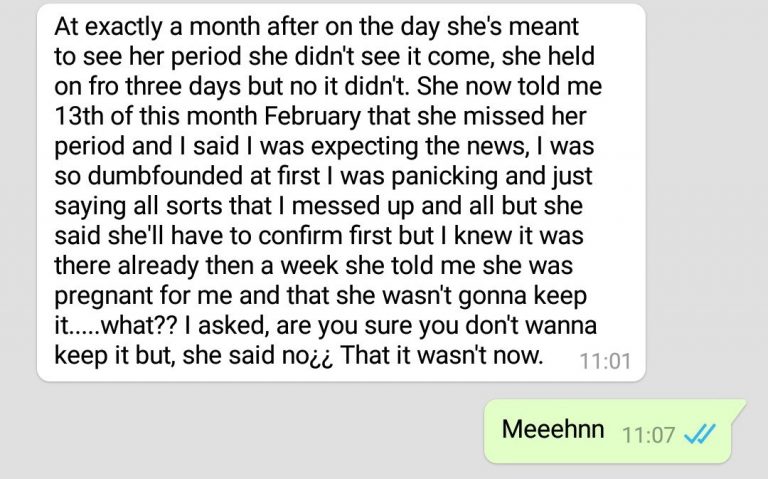 At exactly a month after on the day she's meant
to see her period she didn't see it come, she held
on fro three days but no it didn't. She now told me
13th of this month February that she missed her
period and I said I was expecting the news, I was
so dumbfounded at first I was panicking and just
saying all sorts that I messed up and all but she
said she'll have to confirm first but I knew it was
there already then a week she told me she was
pregnant for me and that she wasn't gonna keep
it.....what?? I asked, are you sure you don't wanna
keep it but, she said no¿¿ That it wasn't now. 11:01
Meeehnn 11:07